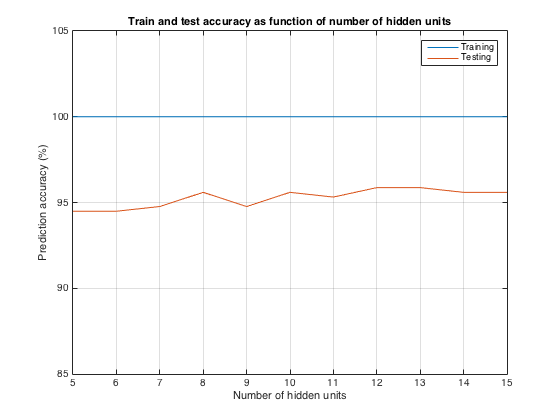 Train and test accuracy as function of number of hidden units
105
100
95
90
85
Prediction accuracy (%)
Training
Testing
5 6 7 8 9 10 11 12 13 14 15
Number of hidden units